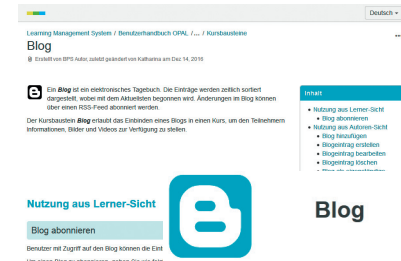 Deutsch
Learning Management System / Benutzerhandbuch OPAL /... / Kursbausteine
Blog
Erstellt von BPS Autor, zuletzt geändert von Katharina am Dez 14, 2016
Ein Blog ist ein elektronisches Tagebuch. Die Einträge werden zeitlich sortiert
dargestellt, wobei mit dem Aktuellsten begonnen wird. Änderungen im Blog können
über einen RSS-Feed abonniert werden.
Der Kursbaustein Blog erlaubt das Einbinden eines Blogs in einen Kurs, um den Teilnehmern
Informationen, Bilder und Videos zur Verfügung zu stellen.
Inhalt
Nutzung aus Lerner-Sicht
Blog abonnieren
Nutzung aus Autoren-Sicht
Blog hinzufügen
Blogeintrag erstellen
Blogeintrag bearbeiten
Blogeintrag löschen
Nutzung aus Lerner-Sicht
Blog abonnieren
Benutzer mit Zugriff auf den Blog können die Eint
Blog